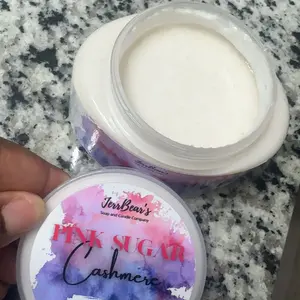 JerrBear's
Soap and Candle Company
PINK SUGAR
Cashmere